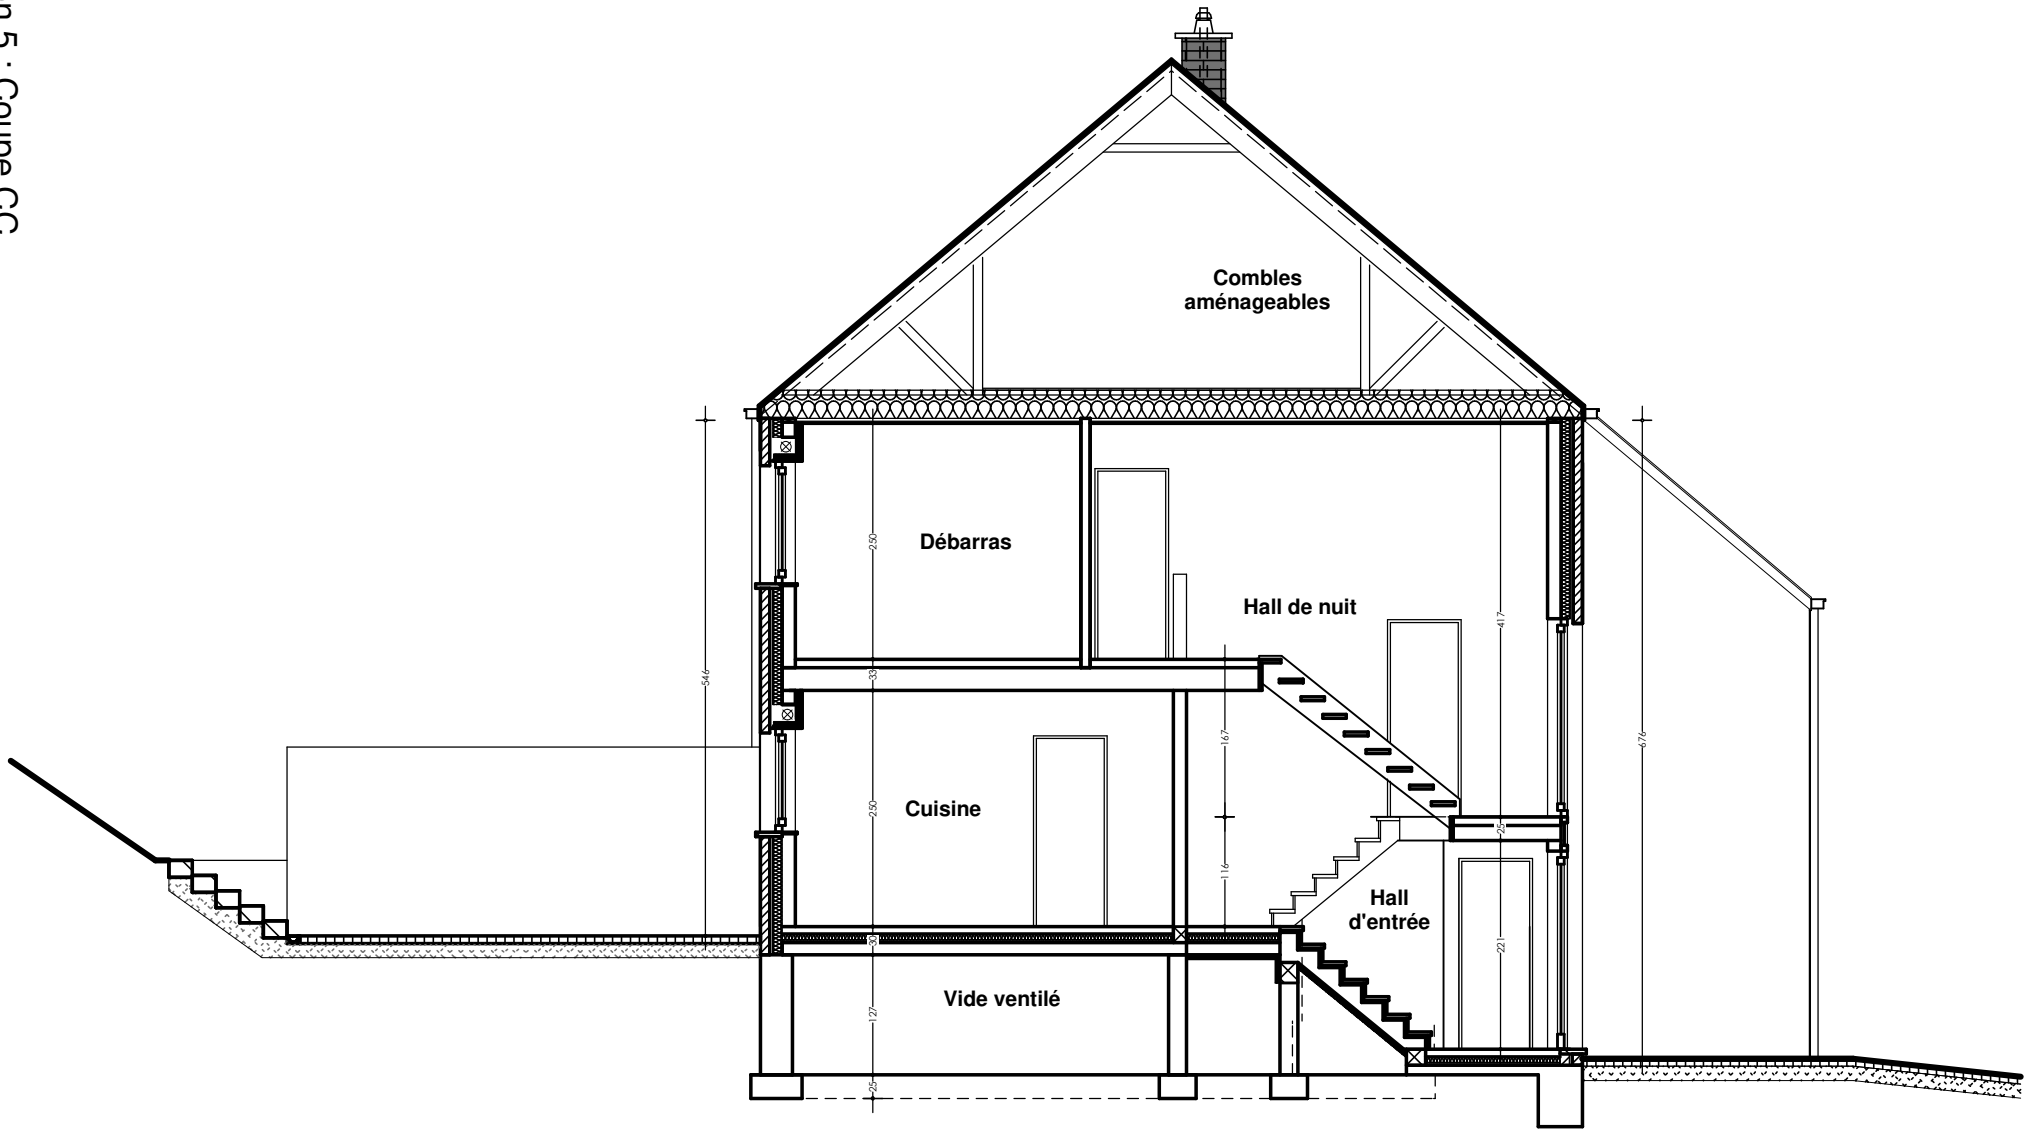 n 5 : Coupe CC.
Combles
aménageables
Débarras
Hall de nuit
Cuisine
Hall
d'entrée
Vide ventilé
546
250
33
250
30
127
25
167
116
417
25
221
676